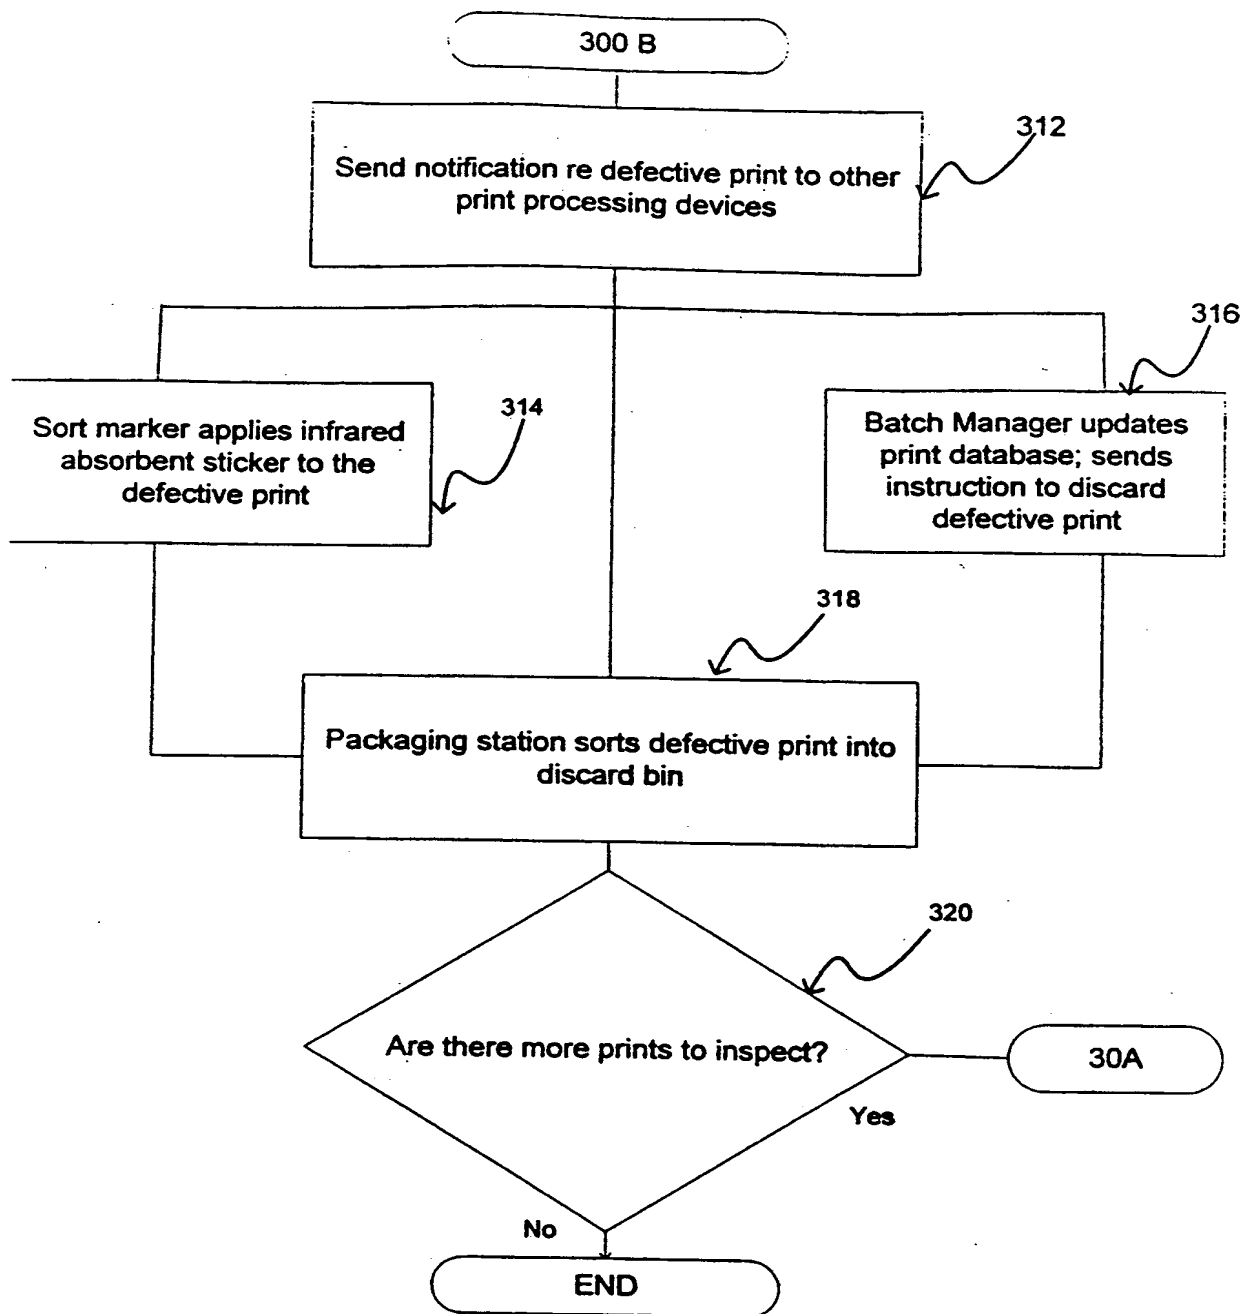 300 B
312
Send notification re defective print to other
print processing devices
316
314
Sort marker applies infrared
absorbent sticker to the
defective print
Batch Manager updates
print database; sends
instruction to discard
defective print
318
Packaging station sorts defective print into
discard bin
320
Are there more prints to inspect?
30A
Yes
No
END